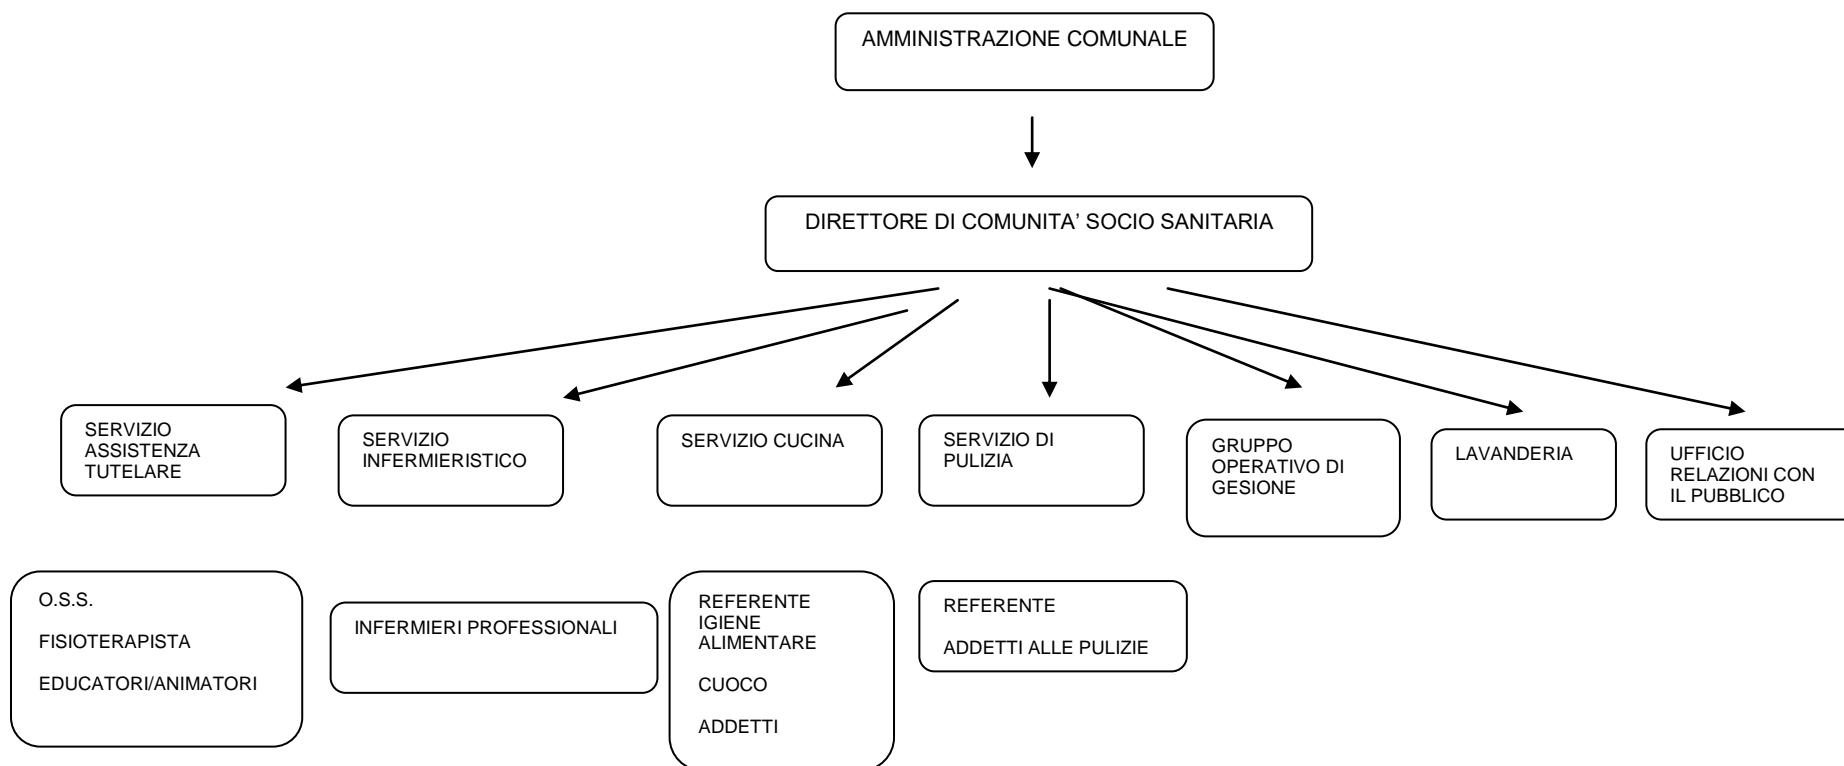 AMMINISTRAZIONE COMUNALE
DIRETTORE DI COMUNITA’ SOCIO SANITARIA
SERVIZIO
ASSISTENZA
TUTELARE
SERVIZIO
INFERMIERISTICO
SERVIZIO CUCINA
SERVIZIO DI
PULIZIA
GRUPPO
OPERATIVO DI
GESIONE
LAVANDERIA
UFFICIO
RELAZIONI CON
IL PUBBLICO
O.S.S.
FISIOTERAPISTA
EDUCATORI/ANIMATORI
INFERMIERI PROFESSIONALI
REFERENTE
IGIENE
ALIMENTARE
CUOCO
ADDETTI
REFERENTE
ADDETTI ALLE PULIZIE